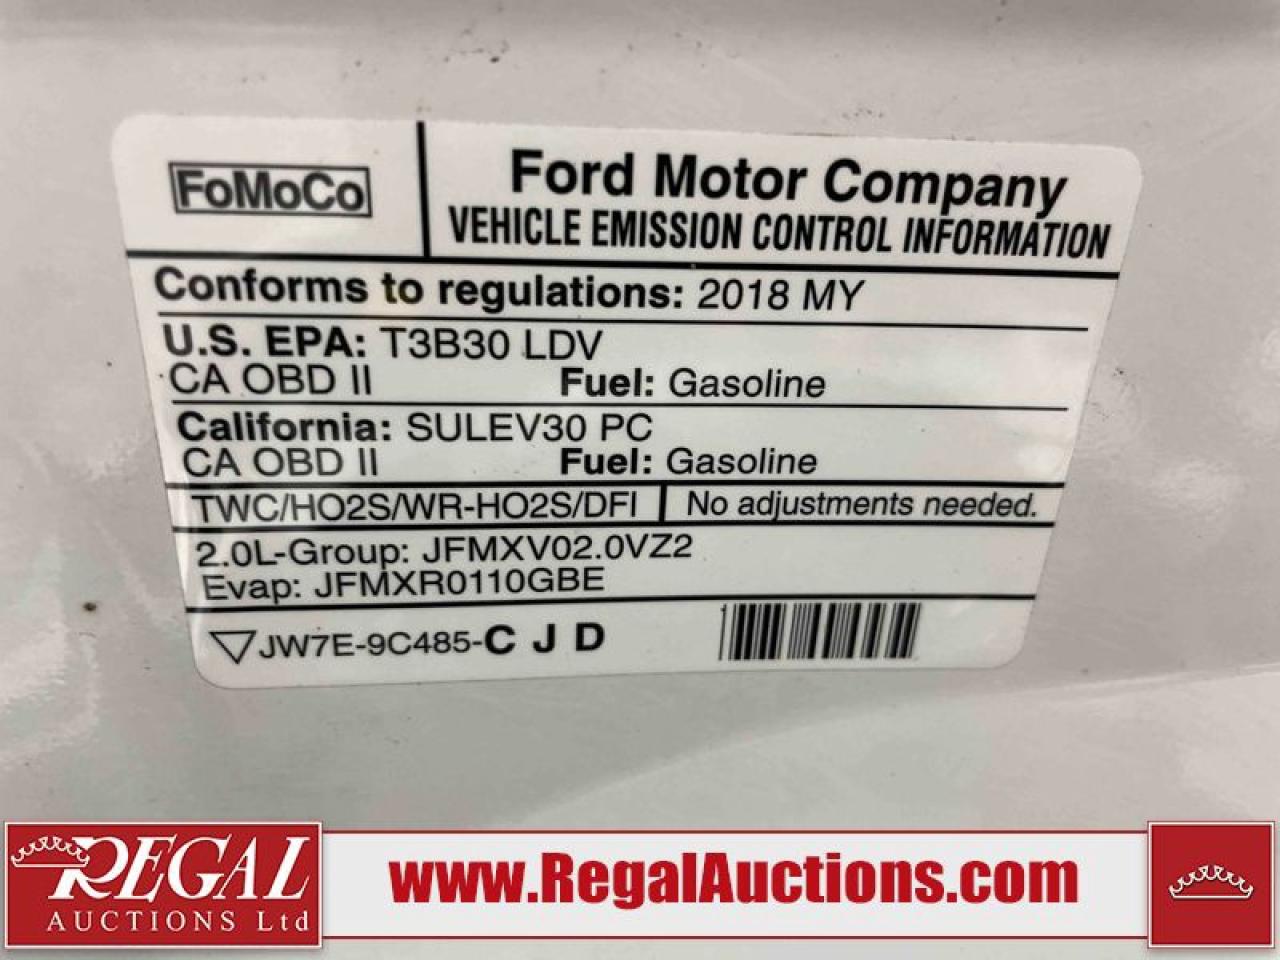 FoMoCo
Ford Motor Company
VEHICLE EMISSION CONTROL INFORMATION
Conforms to regulations: 2018 MY
U.S. EPA: T3B30 LDV
CA OBD II Fuel: Gasoline
California: SULEV30 PC
CA OBD II Fuel: Gasoline
TWC/HO2S/WR-HO2S/DFI No adjustments needed.
2.0L-Group: JFMXV02.0VZ2
Evap: JFMXR0110GBE
JW7E-9C485-C J D
REGAL
AUCTIONS Ltd
www.RegalAuctions.com